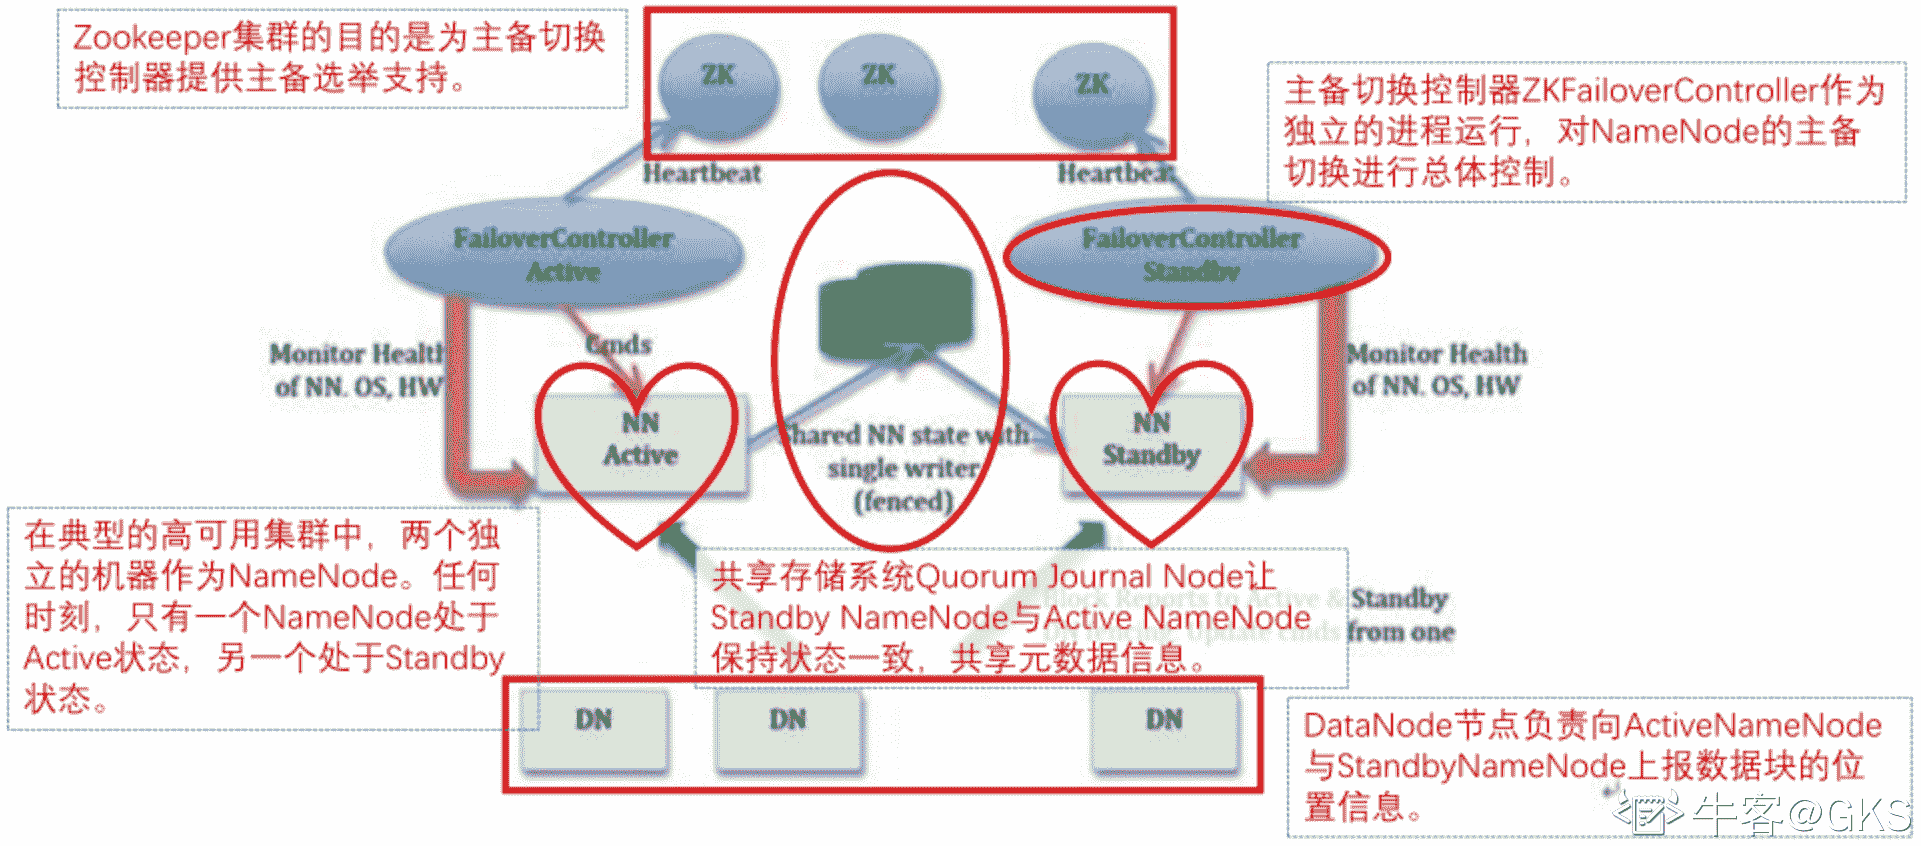 Zookeeper集群的目的是为主备切换
控制器提供主备选举支持。
ZK
ZK
ZK
主备切换控制器ZKFailoverController作为
独立的进程运行，对NameNode的主备
切换进行总体控制。
Heartbeat
Heartbeat
FailoverController
Active
FailoverController
Standby
Monitor Health
of NN. OS, HW
Cmds
Monitor Health
of NN. OS, HW
NN
Active
NN
Standby
Shared NN state with
single writer
(fenced)
在典型的高可用集群中，两个独
立的机器作为NameNode。任何
时刻，只有一个NameNode处于
Active状态，另一个处于Standby
状态。
共享存储系统Quorum Journal Node让
Standby NameNode与Active NameNode
保持状态一致，共享元数据信息。
Block Reports to Active & Standby
Update cmds from one
DN
DN
DN
DataNode节点负责向ActiveNameNode
与StandbyNameNode上报数据块的位
置信息。
牛客@GKS